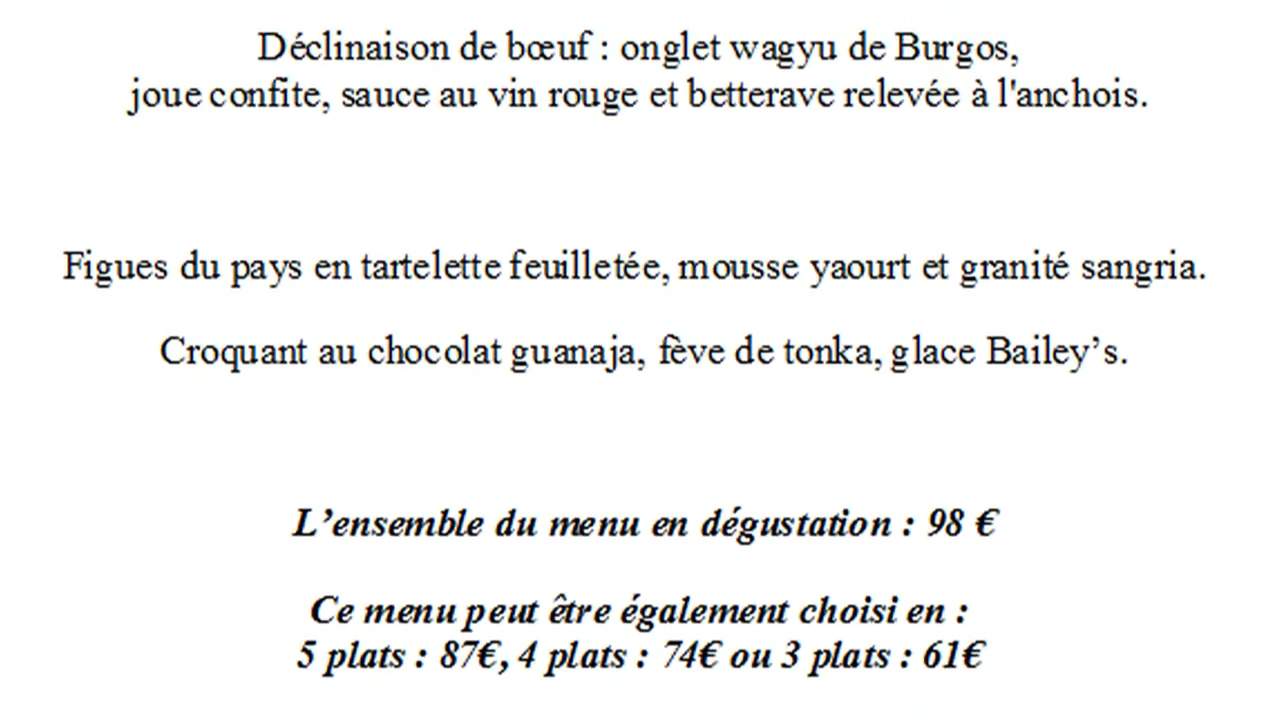 Déclinaison de bœuf : onglet wagyu de Burgos,
joue confite, sauce au vin rouge et betterave relevée à l'anchois.
Figues du pays en tartelette feuilletée, mousse yaourt et granité sangria.
Croquant au chocolat guanaja, fève de tonka, glace Bailey’s.
L’ensemble du menu en dégustation : 98 €
Ce menu peut être également choisi en :
5 plats : 87€, 4 plats : 74€ ou 3 plats : 61€